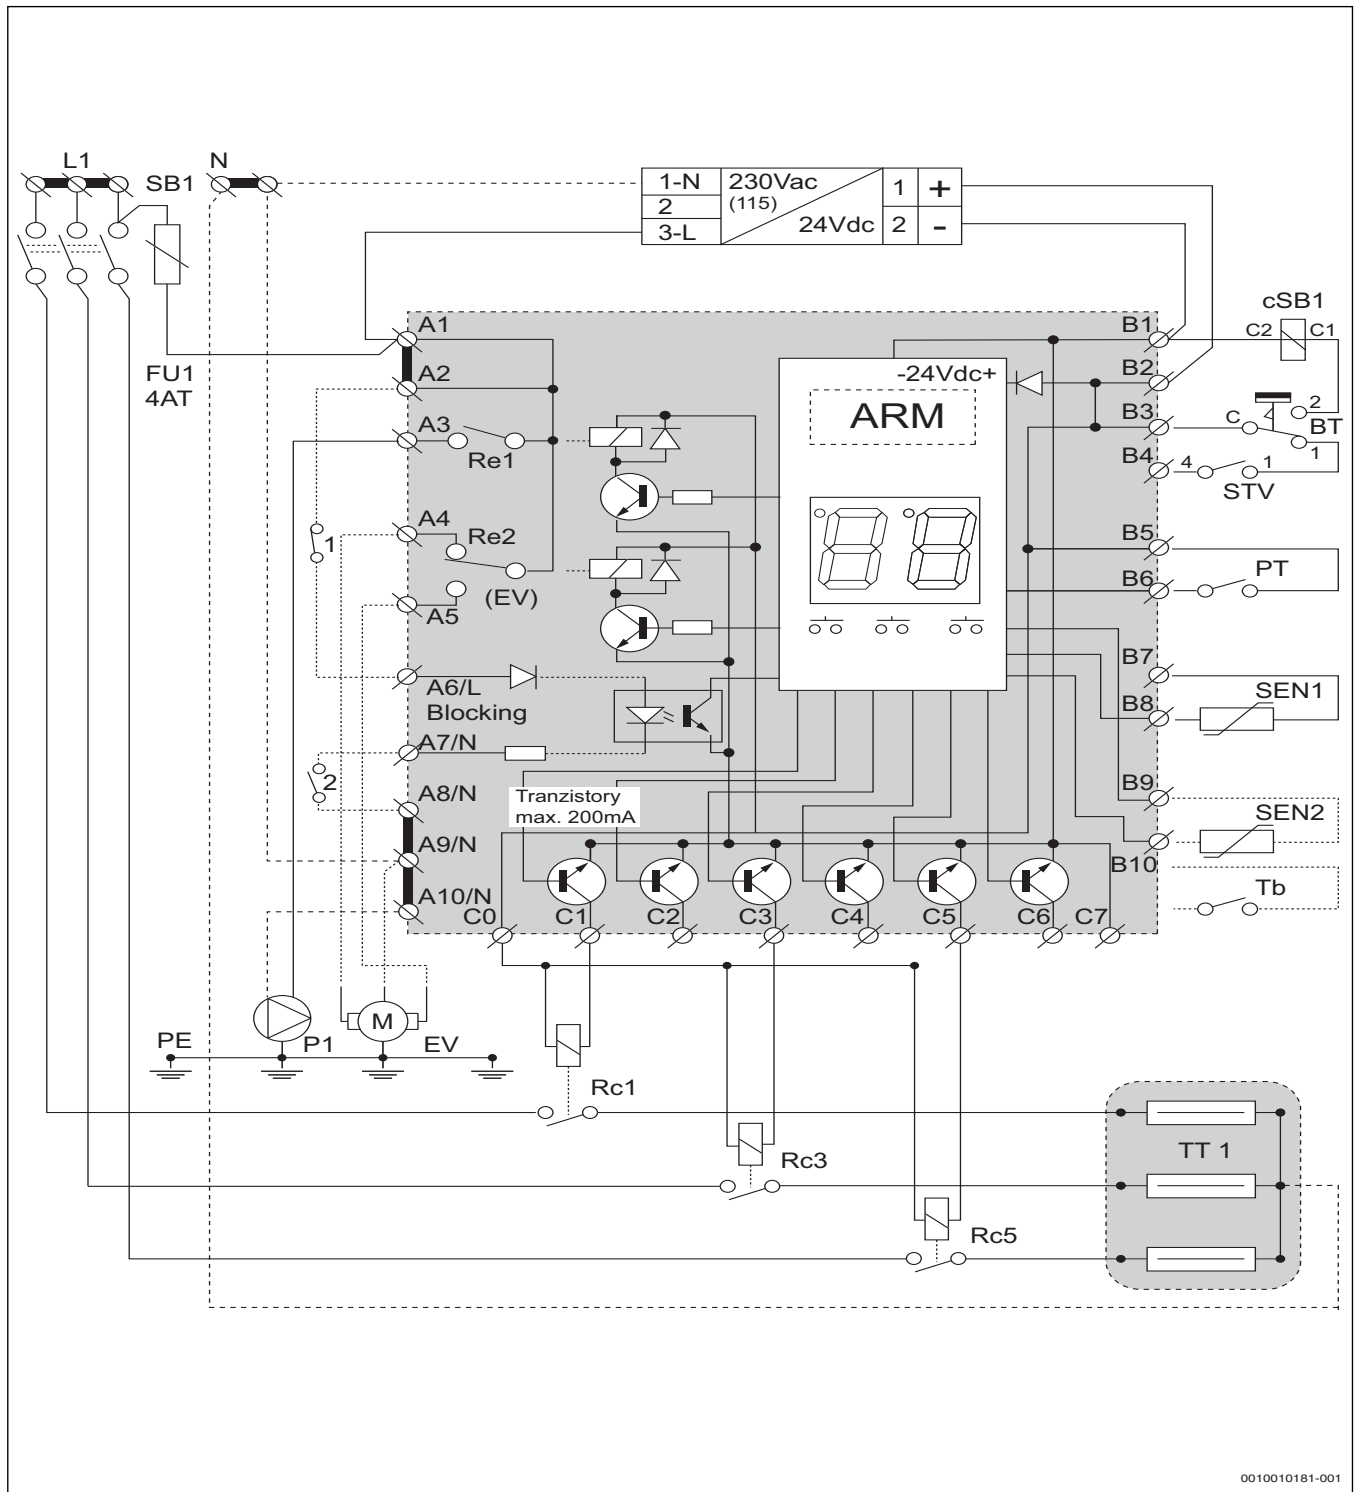 L1
SB1
N
1-N
2
3-L
230Vac
(115)
24Vdc
1
+
2
-
FU1
4AT
A1
A2
A3
Re1
A4
Re2
(EV)
A5
A6/L
Blocking
A7/N
A8/N
A9/N
A10/N
1
2
-24Vdc+
ARM
88
Tranzistory
max. 200mA
B1
B2
B3
B4
B5
B6
B7
B8
B9
B10
cSB1
C2
C1
C
2
BT
1
4
1
STV
PT
SEN1
SEN2
Tb
C0
C1
C2
C3
C4
C5
C6
C7
PE
P1
M
EV
Rc1
Rc3
Rc5
TT 1
0010010181-001